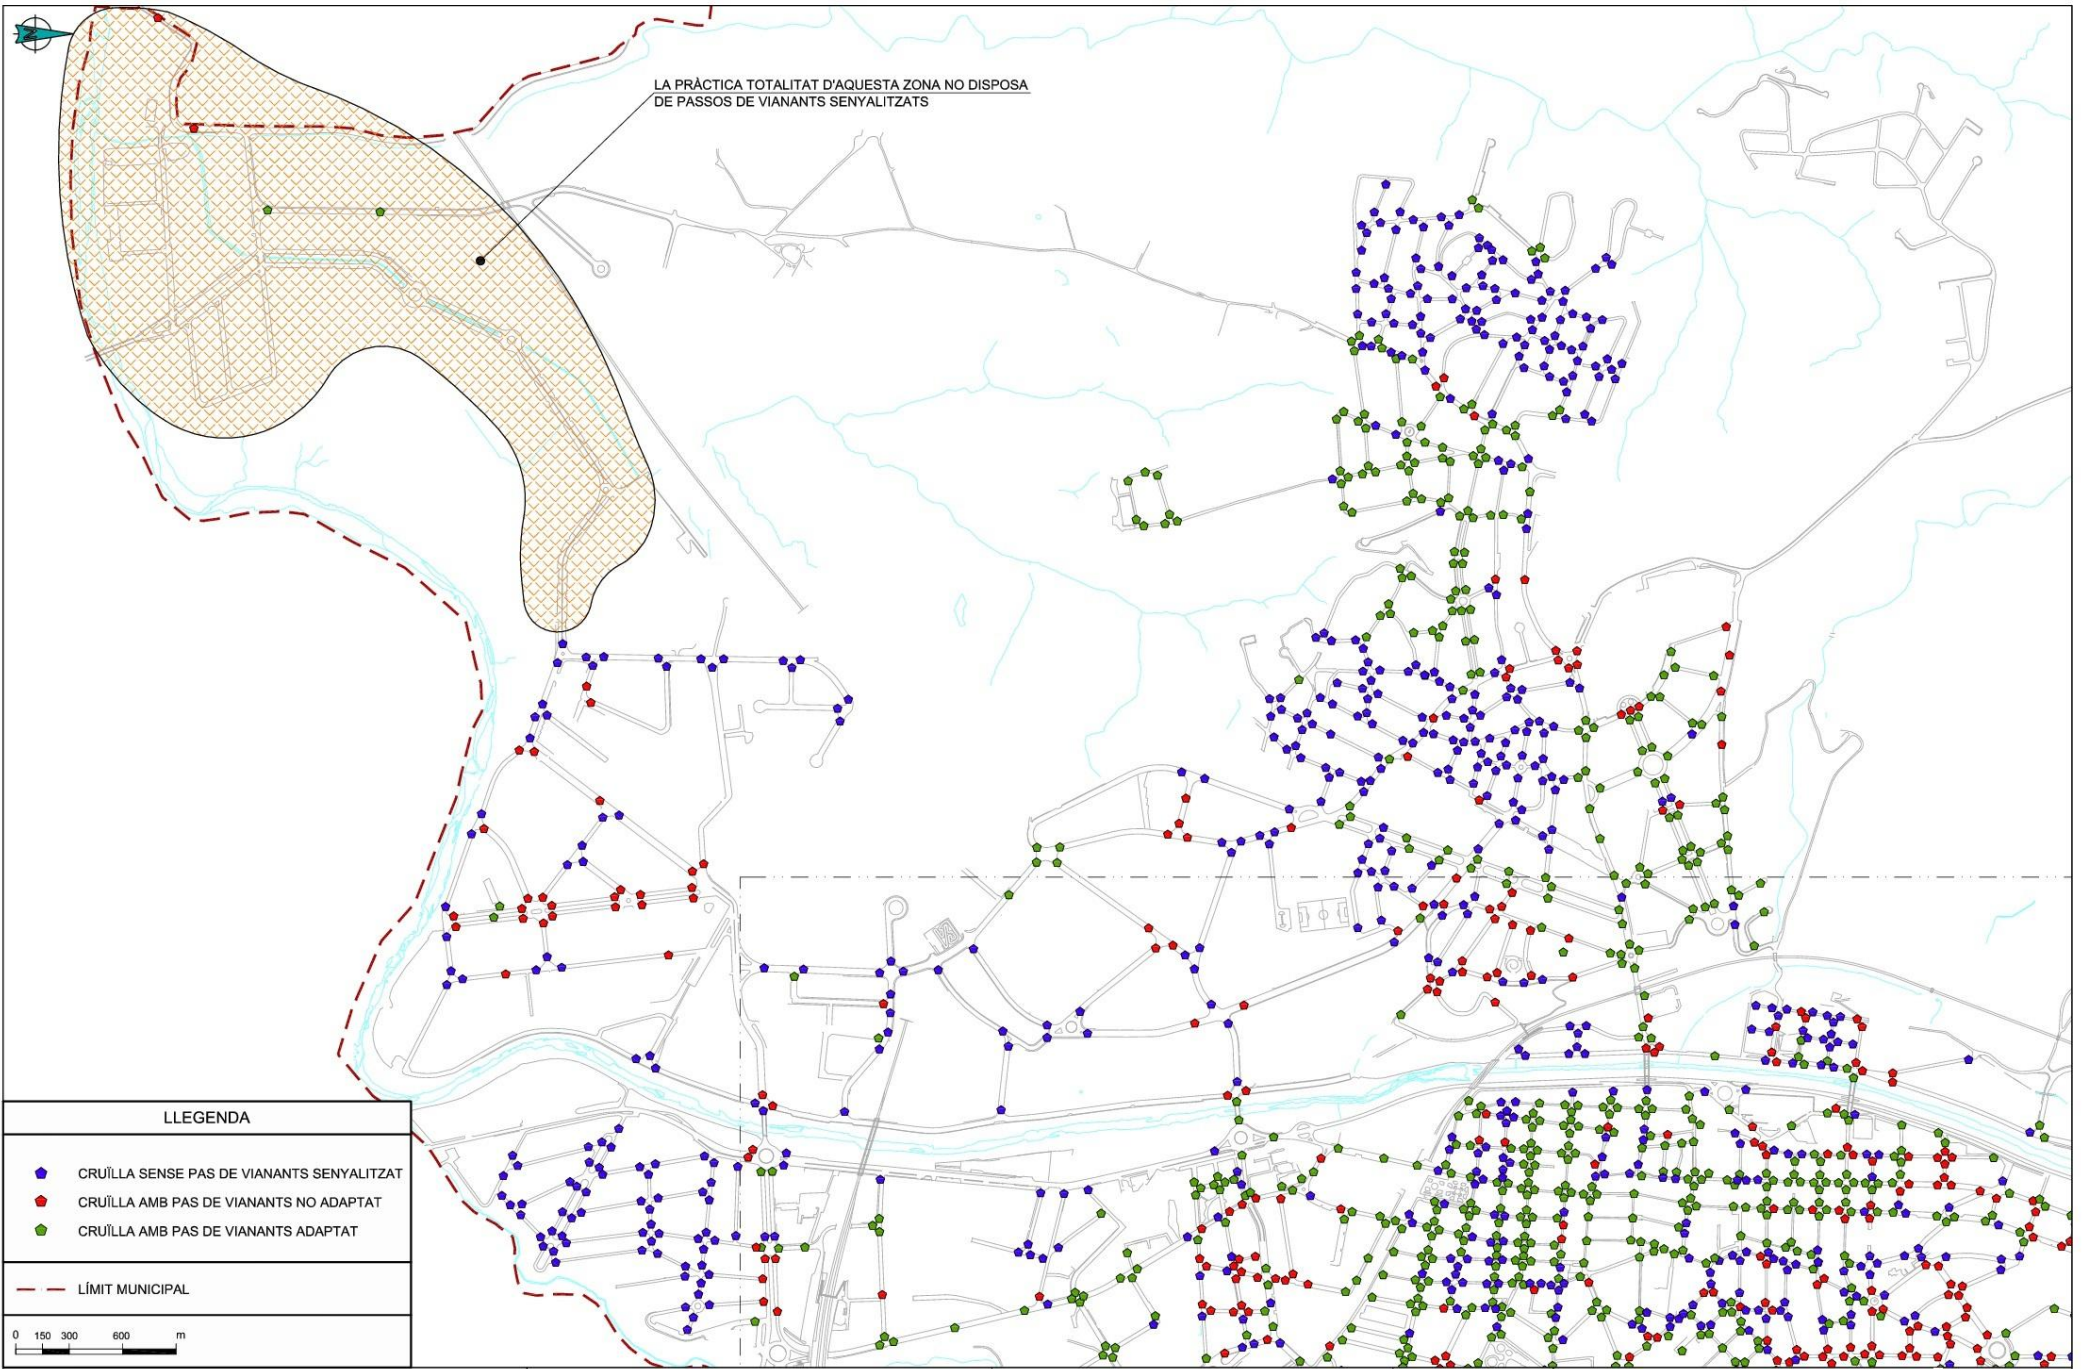 N
LA PRÀCTICA TOTALITAT D'AQUESTA ZONA NO DISPOSA
DE PASSOS DE VIANANTS SENYALITZATS
LLEGENDA
CRUÏLLA SENSE PAS DE VIANANTS SENYALITZAT
CRUÏLLA AMB PAS DE VIANANTS NO ADAPTAT
CRUÏLLA AMB PAS DE VIANANTS ADAPTAT
LÍMIT MUNICIPAL
0 150 300 600 m